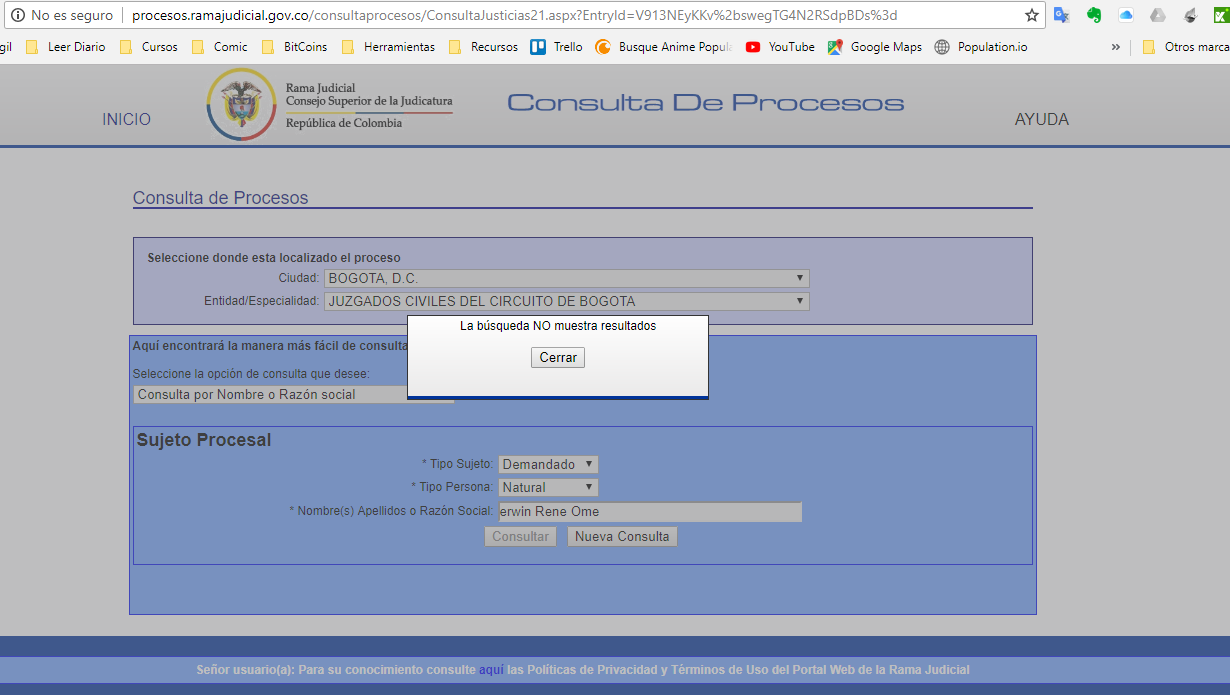 No es seguro | procesos.ramajudicial.gov.co/consultaprocesos/ConsultaJusticias21.aspx?EntryId=V913NEyKKv%2bswegTG4N2RSdpBDs%3d
gil Leer Diario Cursos Comic BitCoins Herramientas Recursos Trello Busque Anime Popula YouTube Google Maps Population.io » Otros marca
INICIO
Rama Judicial
Consejo Superior de la Judicatura
República de Colombia
Consulta De Procesos
AYUDA
Consulta de Procesos
Seleccione donde esta localizado el proceso
Ciudad: BOGOTA, D.C.
Entidad/Especialidad: JUZGADOS CIVILES DEL CIRCUITO DE BOGOTA
La búsqueda NO muestra resultados
Cerrar
Aquí encontrará la manera más fácil de consulta
Seleccione la opción de consulta que desee:
Consulta por Nombre o Razón social
Sujeto Procesal
* Tipo Sujeto: Demandado
* Tipo Persona: Natural
* Nombre(s) Apellidos o Razón Social: erwin Rene Ome
Consultar Nueva Consulta
Señor usuario(a): Para su conocimiento consulte aquí las Políticas de Privacidad y Términos de Uso del Portal Web de la Rama Judicial